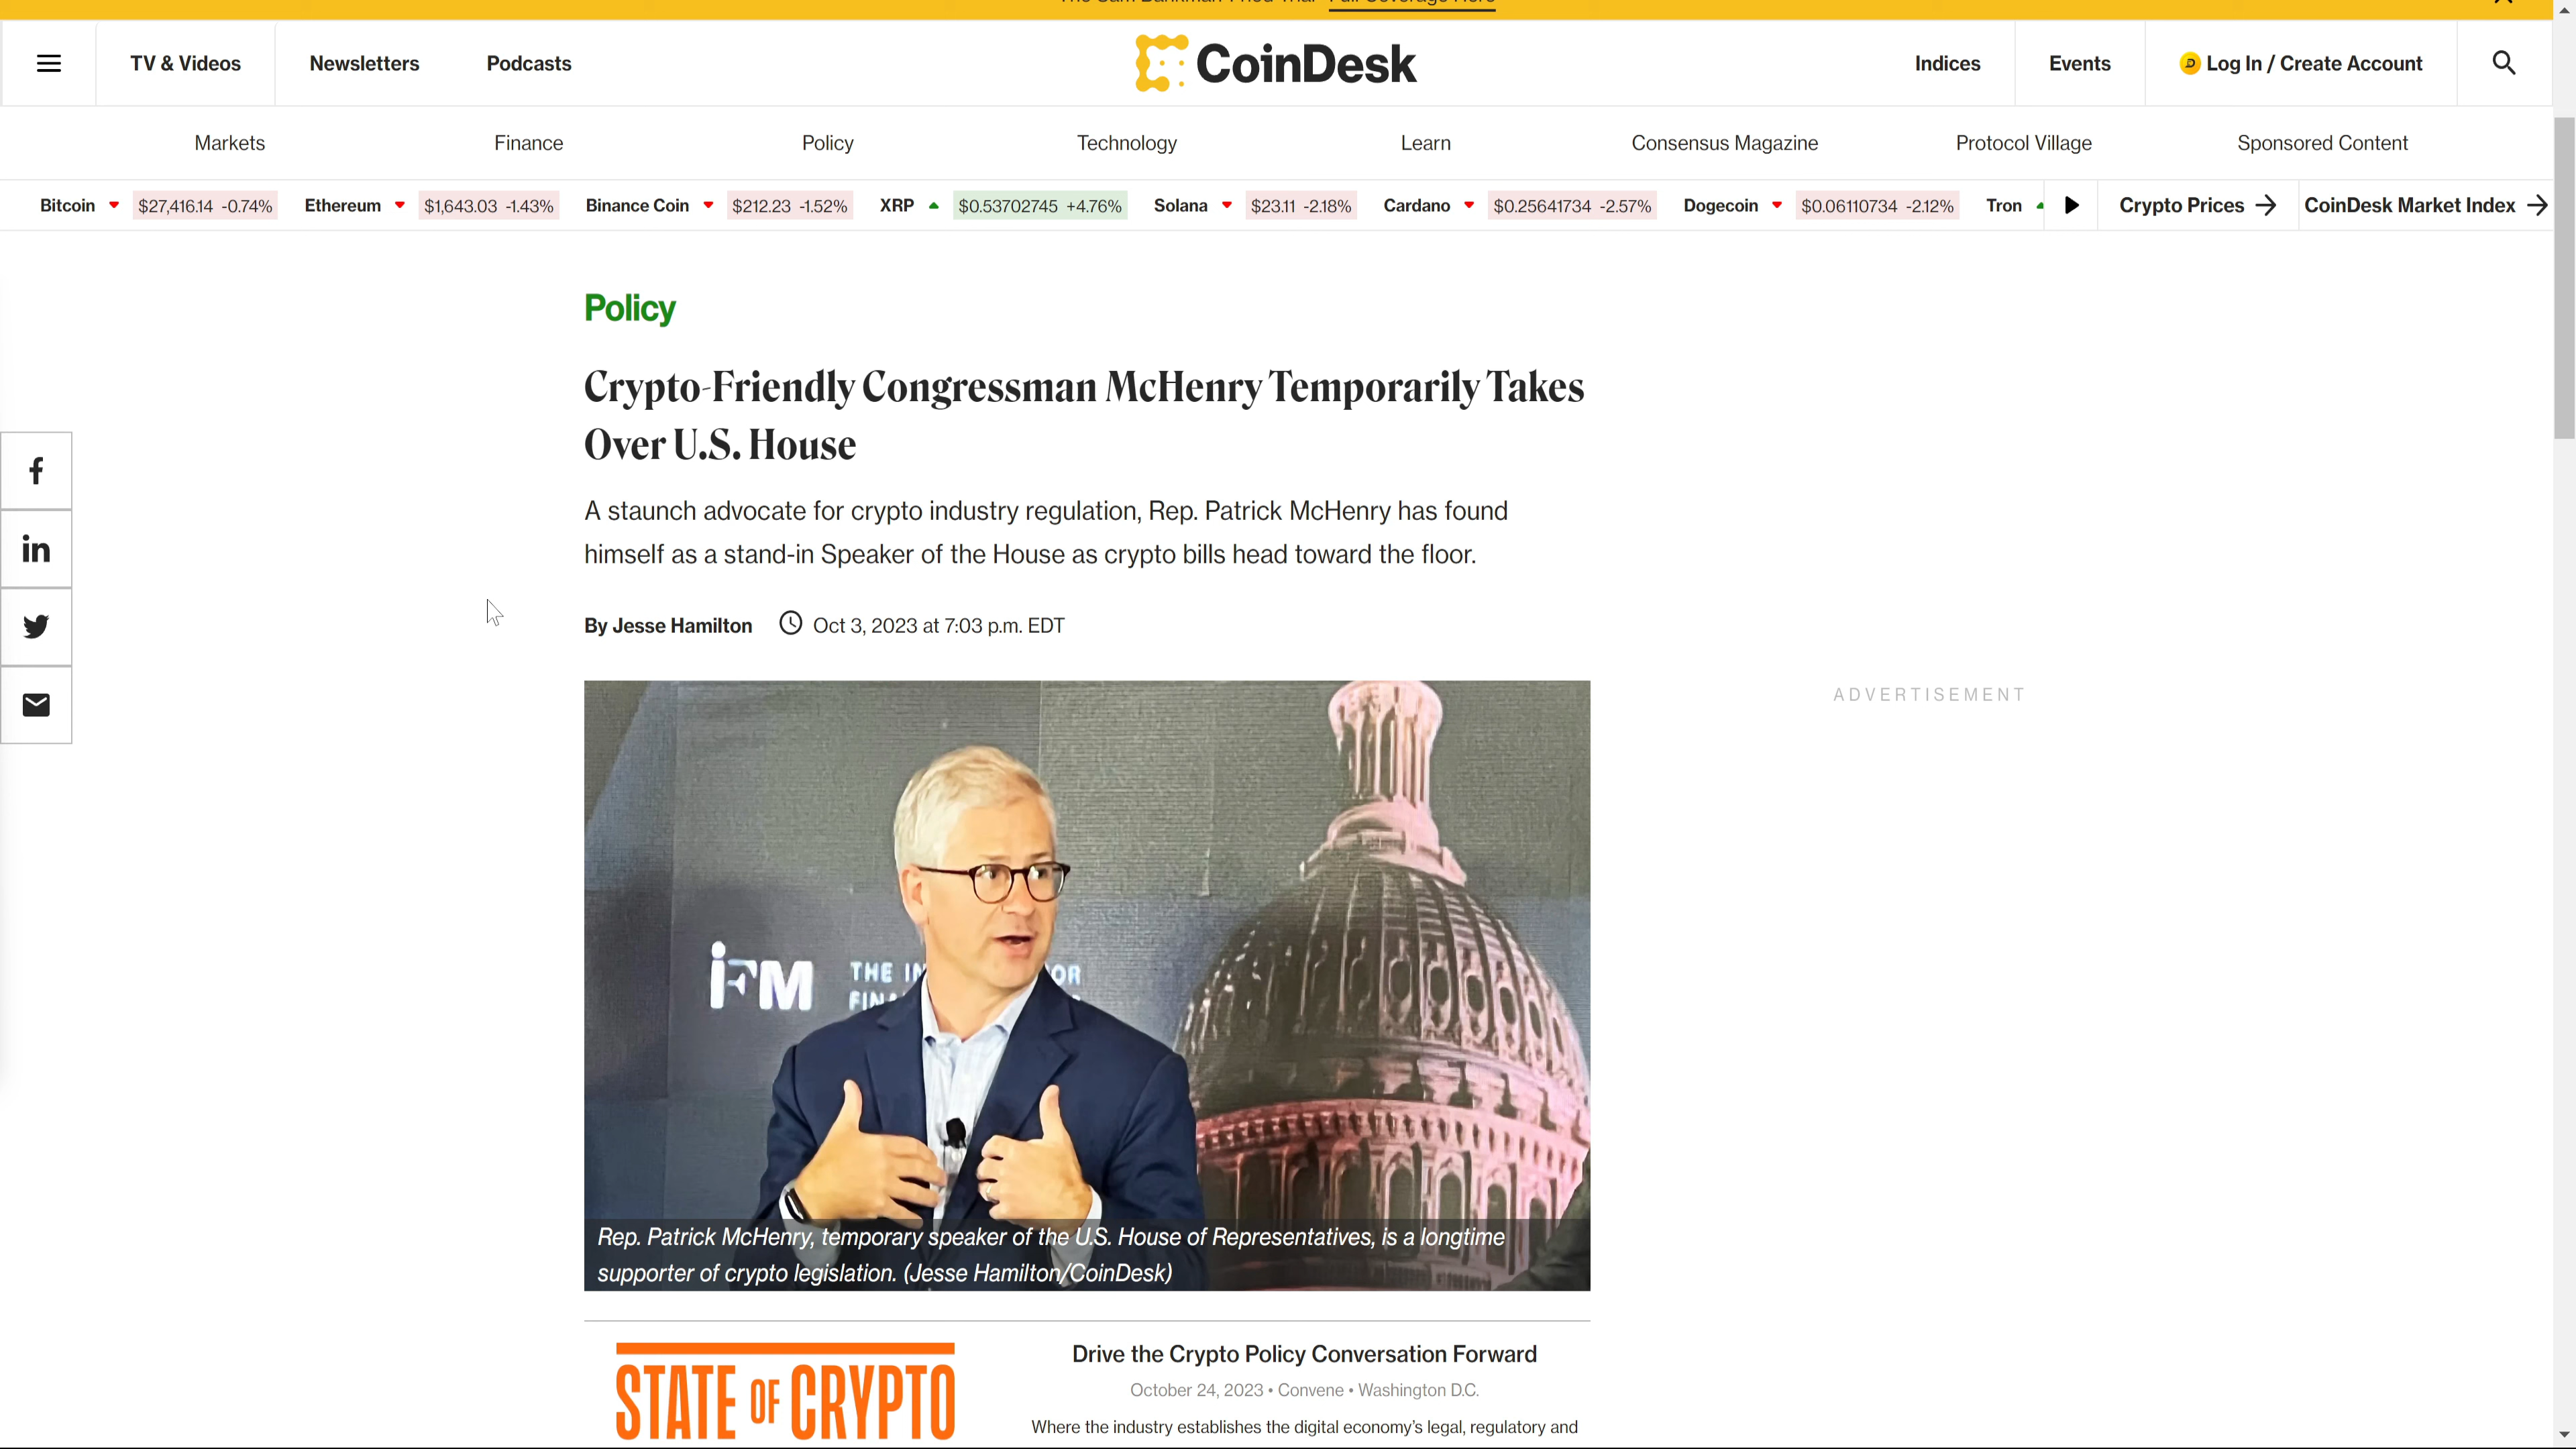 TV & Videos
Newsletters
Podcasts
CoinDesk
Indices
Events
Log In / Create Account
Markets
Finance
Policy
Technology
Learn
Consensus Magazine
Protocol Village
Sponsored Content
Bitcoin $27,416.14 -0.74%
Ethereum $1,643.03 -1.43%
Binance Coin $212.23 -1.52%
XRP $0.53702745 +4.76%
Solana $23.11 -2.18%
Cardano $0.25641734 -2.57%
Dogecoin $0.06110734 -2.12%
Tron
Crypto Prices
CoinDesk Market Index
Policy
Crypto-Friendly Congressman McHenry Temporarily Takes
Over U.S. House
A staunch advocate for crypto industry regulation, Rep. Patrick McHenry has found
himself as a stand-in Speaker of the House as crypto bills head toward the floor.
By Jesse Hamilton
Oct 3, 2023 at 7:03 p.m. EDT
ADVERTISEMENT
iFM
THE
Rep. Patrick McHenry, temporary speaker of the U.S. House of Representatives, is a longtime
supporter of crypto legislation. (Jesse Hamilton/CoinDesk)
STATE OF CRYPTO
Drive the Crypto Policy Conversation Forward
October 24, 2023 • Convene • Washington D.C.
Where the industry establishes the digital economy's legal, regulatory and